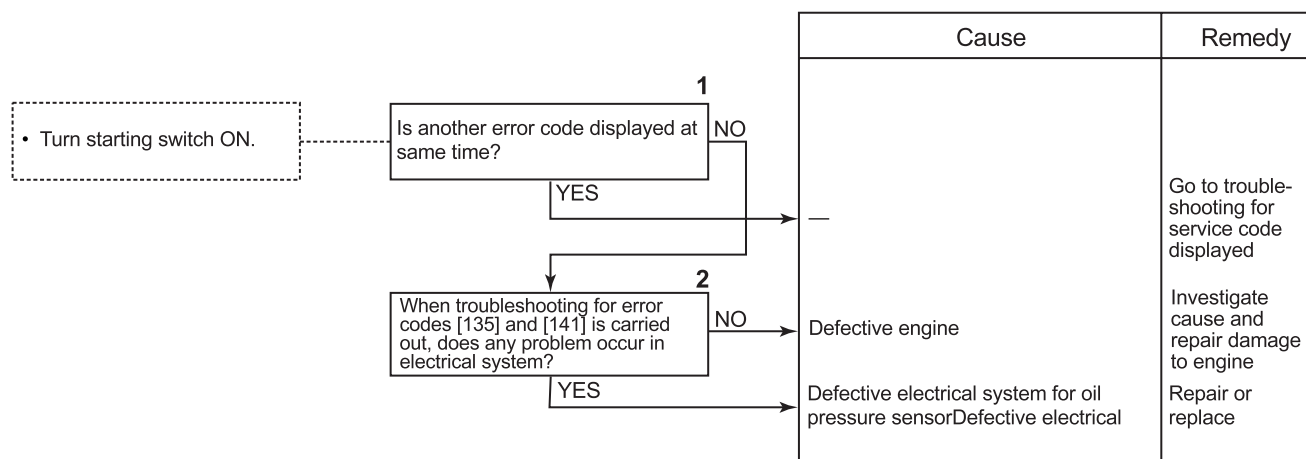 Cause
Remedy
1
• Turn starting switch ON.
Is another error code displayed at
same time?
NO
YES
—
Go to trouble-
shooting for
service code
displayed
2
When troubleshooting for error
codes [135] and [141] is carried
out, does any problem occur in
electrical system?
NO
Defective engine
Investigate
cause and
repair damage
to engine
YES
Defective electrical system for oil
pressure sensorDefective electrical
Repair or
replace